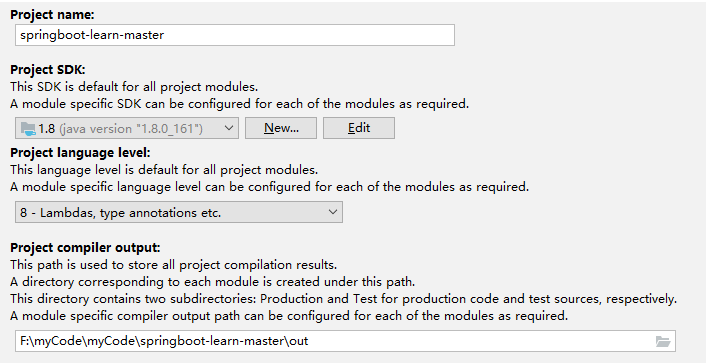 Project name:
springboot-learn-master
Project SDK:
This SDK is default for all project modules.
A module specific SDK can be configured for each of the modules as required.
1.8 (java version "1.8.0_161") New... Edit
Project language level:
This language level is default for all project modules.
A module specific language level can be configured for each of the modules as required.
8 - Lambdas, type annotations etc.
Project compiler output:
This path is used to store all project compilation results.
A directory corresponding to each module is created under this path.
This directory contains two subdirectories: Production and Test for production code and test sources, respectively.
A module specific compiler output path can be configured for each of the modules as required.
F:\myCode\myCode\springboot-learn-master\out